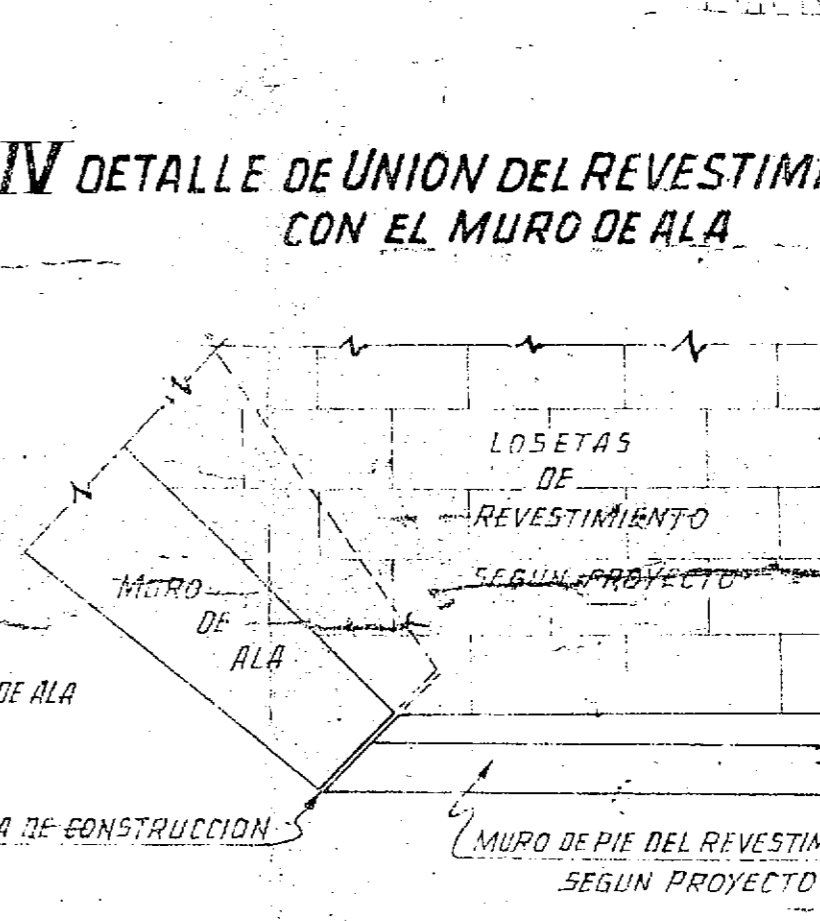 IV DETALLE DE UNION DEL REVESTIMI
CON EL MURO DE ALA
LOSETAS
DE
REVESTIMIENTO
SEGUN PROYECTO
MURO
DE
ALA
DE ALA
A DE CONSTRUCCION
MURO DE PIE DEL REVESTIM
SEGUN PROYECTO